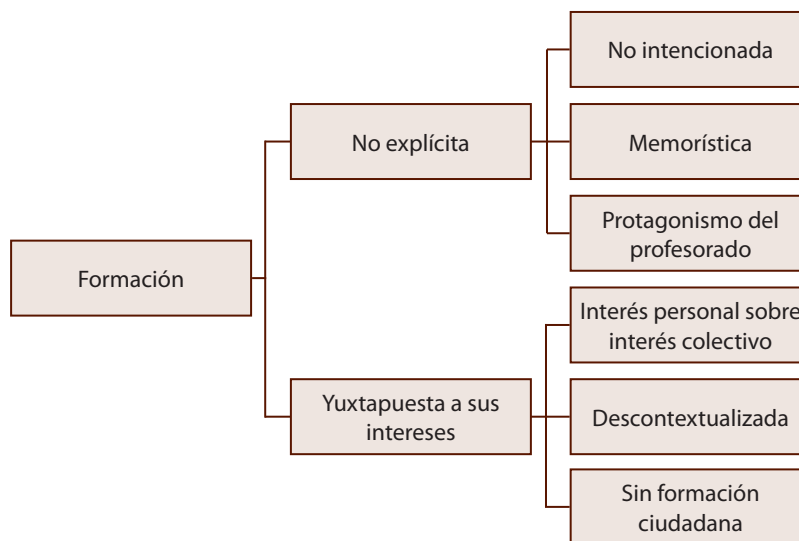 No intencionada
No explícita
Memorística
Protagonismo del
profesorado
Formación
Interés personal sobre
interés colectivo
Yuxtapuesta a sus
intereses
Descontextualizada
Sin formación
ciudadana